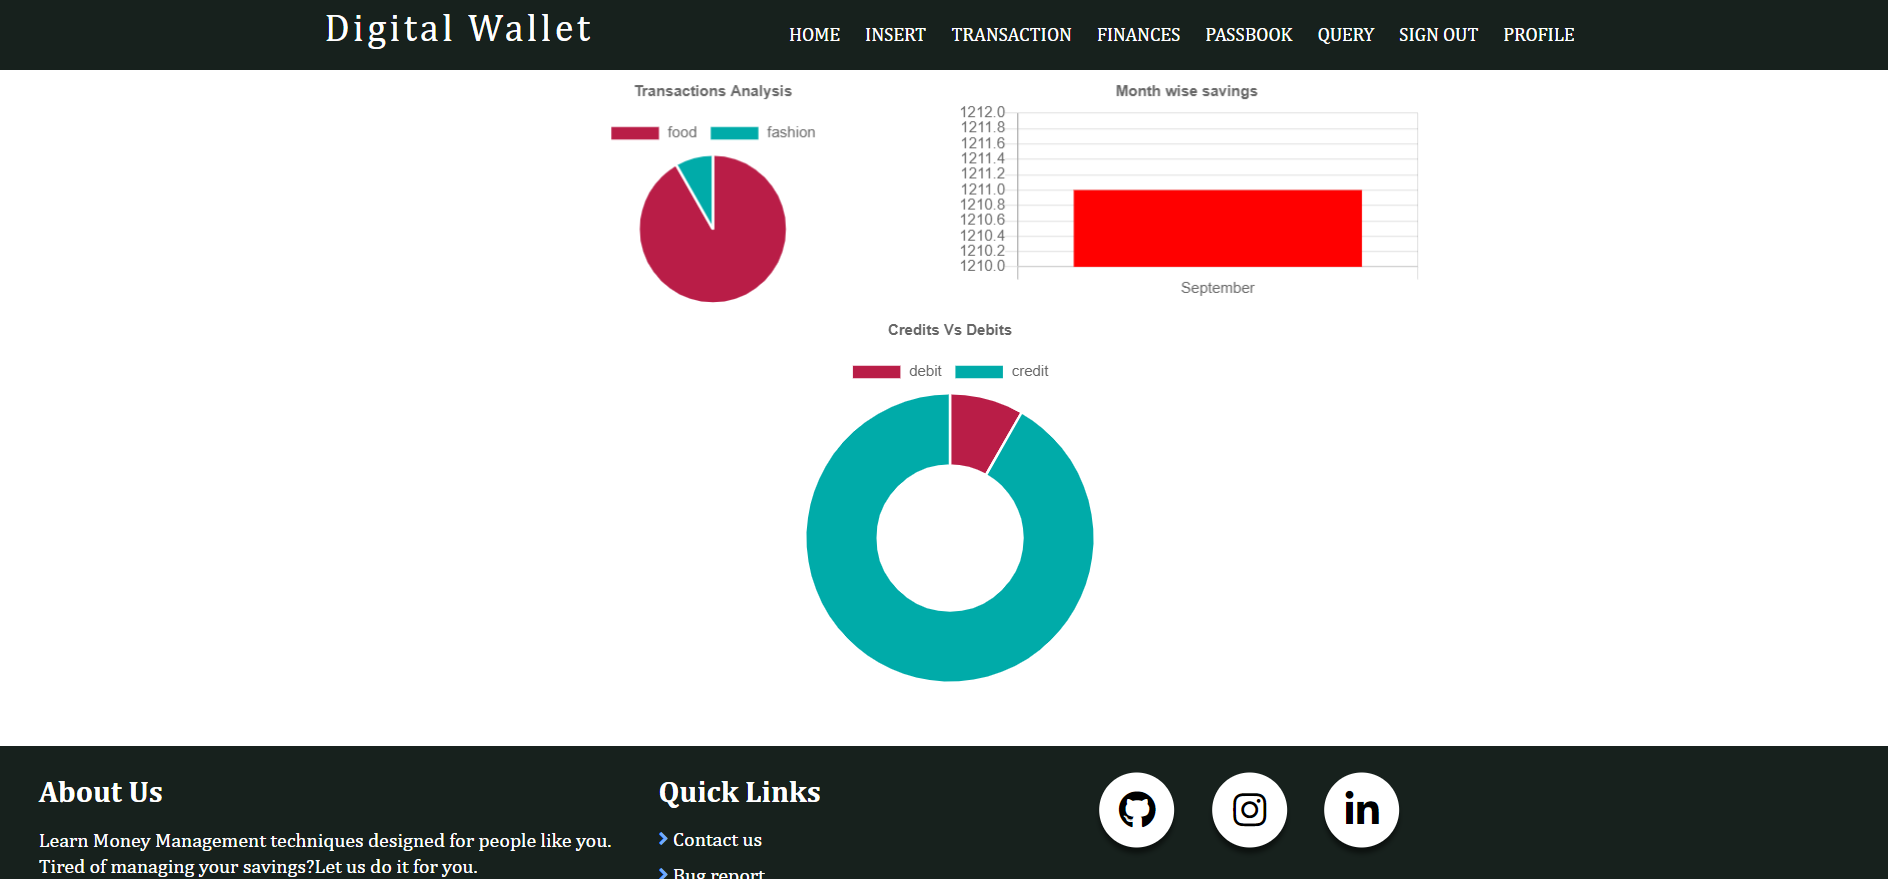 Digital Wallet
HOME INSERT TRANSACTION FINANCES PASSBOOK QUERY SIGN OUT PROFILE
Transactions Analysis
food fashion
Month wise savings
1212.0
1211.8
1211.6
1211.4
1211.2
1211.0
1210.8
1210.6
1210.4
1210.2
1210.0
September
Credits Vs Debits
debit credit
About Us
Learn Money Management techniques designed for people like you.
Tired of managing your savings?Let us do it for you.
Quick Links
Contact us
Bug report
in